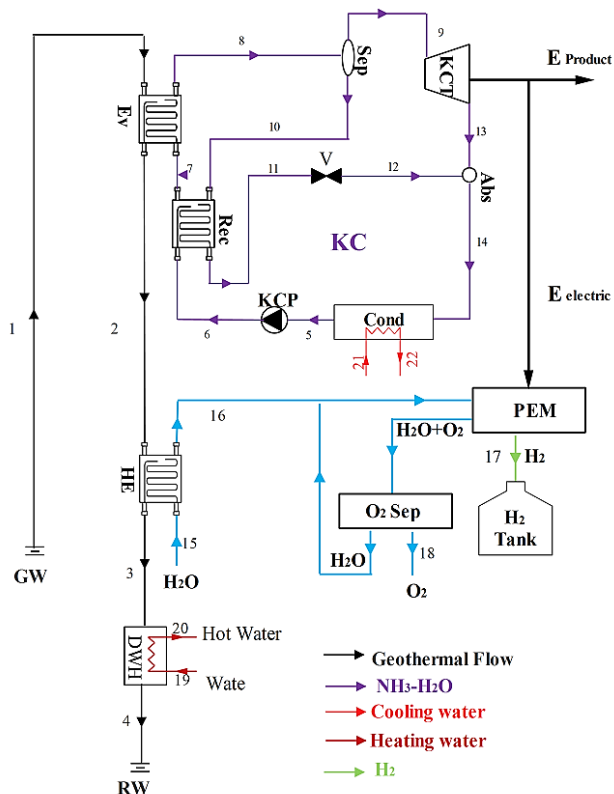 8
Sep
9
KCT
E Product
Ev
10
13
7
11
V
12
Abs
Rec
KC
14
1
2
KCP
E electric
6
5
Cond
21
22
16
PEM
H2O+O2
17
H2
HE
O2 Sep
H2
Tank
15
H2O
18
H2O
O2
GW
3
20
Hot Water
DWH
19
Wate
4
RW
Geothermal Flow
NH3-H2O
Cooling water
Heating water
H2